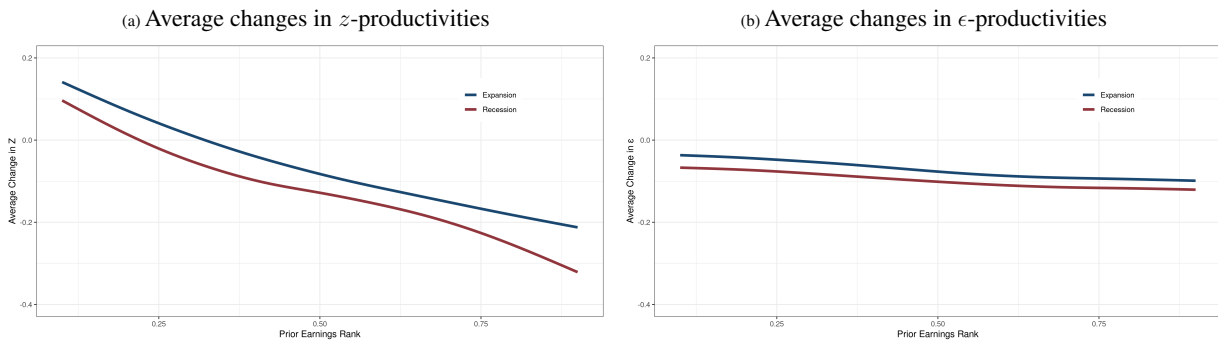 (a) Average changes in z-productivities
0.2
0.0
-0.2
-0.4
Average Change in Z
Expansion
Recession
0.25
0.50
0.75
Prior Earnings Rank
(b) Average changes in ϵ-productivities
0.2
0.0
-0.2
-0.4
Average Change in ε
Expansion
Recession
0.25
0.50
0.75
Prior Earnings Rank